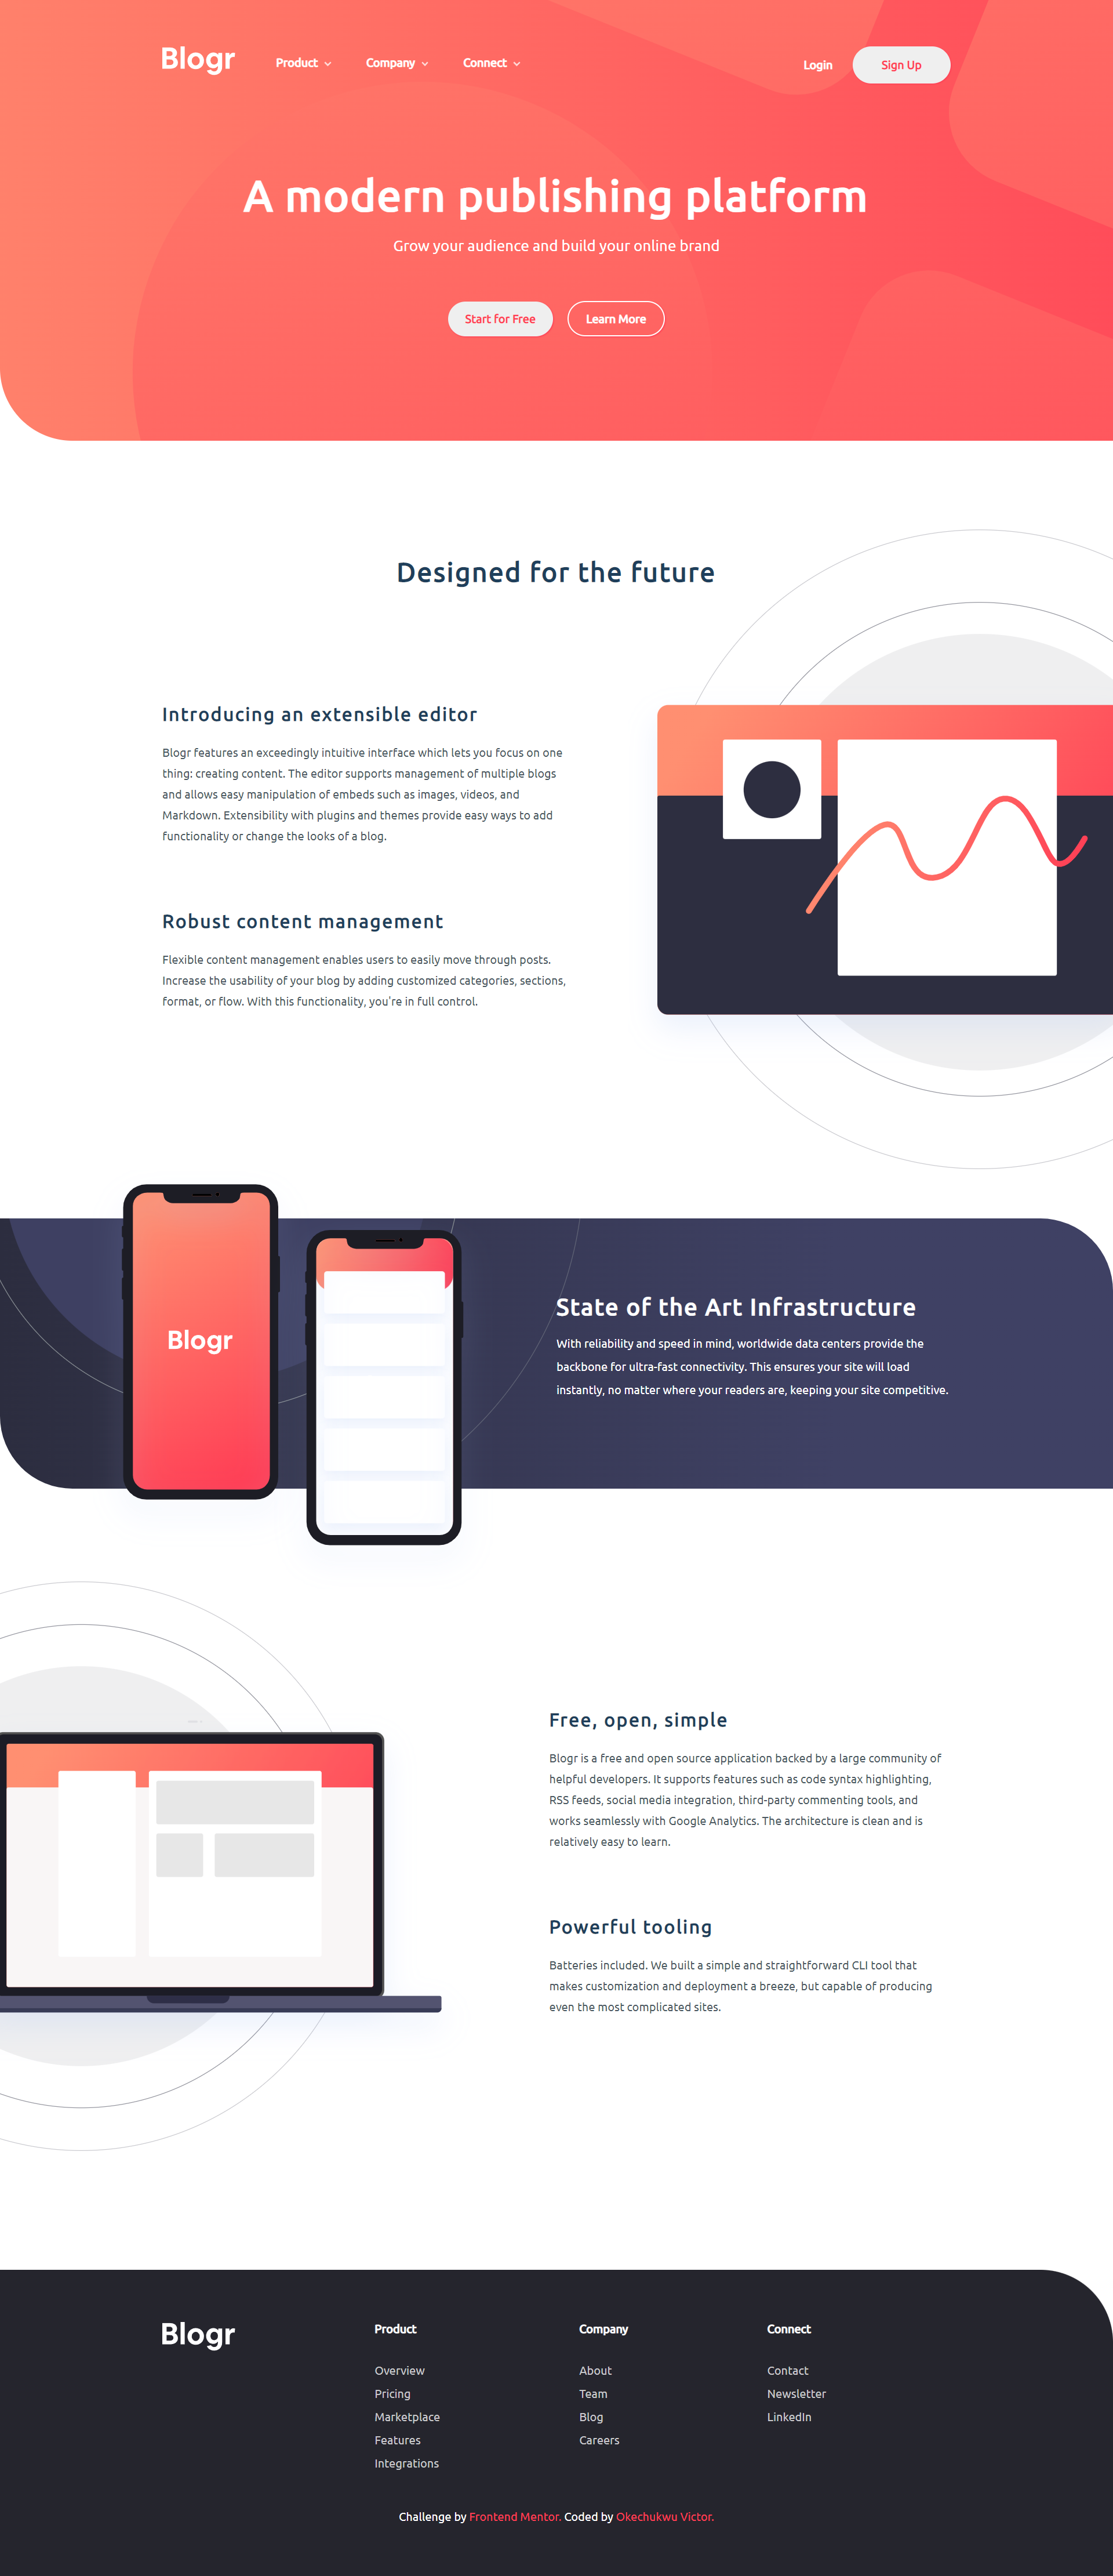 Blogr
Product
Company
Connect
Login
Sign Up
A modern publishing platform
Grow your audience and build your online brand
Start for Free
Learn More
Designed for the future
Introducing an extensible editor
Blogr features an exceedingly intuitive interface which lets you focus on one
thing: creating content. The editor supports management of multiple blogs
and allows easy manipulation of embeds such as images, videos, and
Markdown. Extensibility with plugins and themes provide easy ways to add
functionality or change the looks of a blog.
Robust content management
Flexible content management enables users to easily move through posts.
Increase the usability of your blog by adding customized categories, sections,
format, or flow. With this functionality, you're in full control.
Blogr
State of the Art Infrastructure
With reliability and speed in mind, worldwide data centers provide the
backbone for ultra-fast connectivity. This ensures your site will load
instantly, no matter where your readers are, keeping your site competitive.
Free, open, simple
Blogr is a free and open source application backed by a large community of
helpful developers. It supports features such as code syntax highlighting,
RSS feeds, social media integration, third-party commenting tools, and
works seamlessly with Google Analytics. The architecture is clean and is
relatively easy to learn.
Powerful tooling
Batteries included. We built a simple and straightforward CLI tool that
makes customization and deployment a breeze, but capable of producing
even the most complicated sites.
Blogr
Product
Overview
Pricing
Marketplace
Features
Integrations
Company
About
Team
Blog
Careers
Connect
Contact
Newsletter
LinkedIn
Challenge by Frontend Mentor. Coded by Okechukwu Victor.